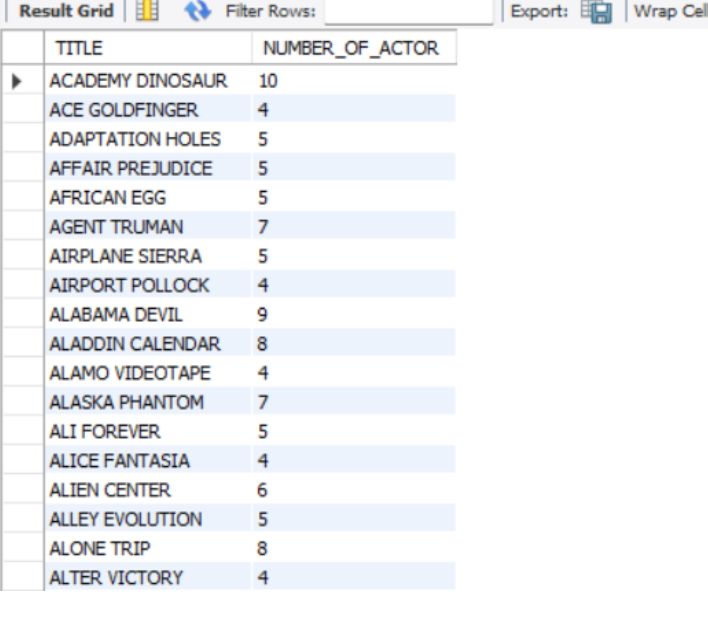 Result Grid Filter Rows: Export: Wrap Cell
TITLE NUMBER_OF_ACTOR
ACADEMY DINOSAUR 10
ACE GOLDFINGER 4
ADAPTATION HOLES 5
AFFAIR PREJUDICE 5
AFRICAN EGG 5
AGENT TRUMAN 7
AIRPLANE SIERRA 5
AIRPORT POLLOCK 4
ALABAMA DEVIL 9
ALADDIN CALENDAR 8
ALAMO VIDEOTAPE 4
ALASKA PHANTOM 7
ALI FOREVER 5
ALICE FANTASIA 4
ALIEN CENTER 6
ALLEY EVOLUTION 5
ALONE TRIP 8
ALTER VICTORY 4